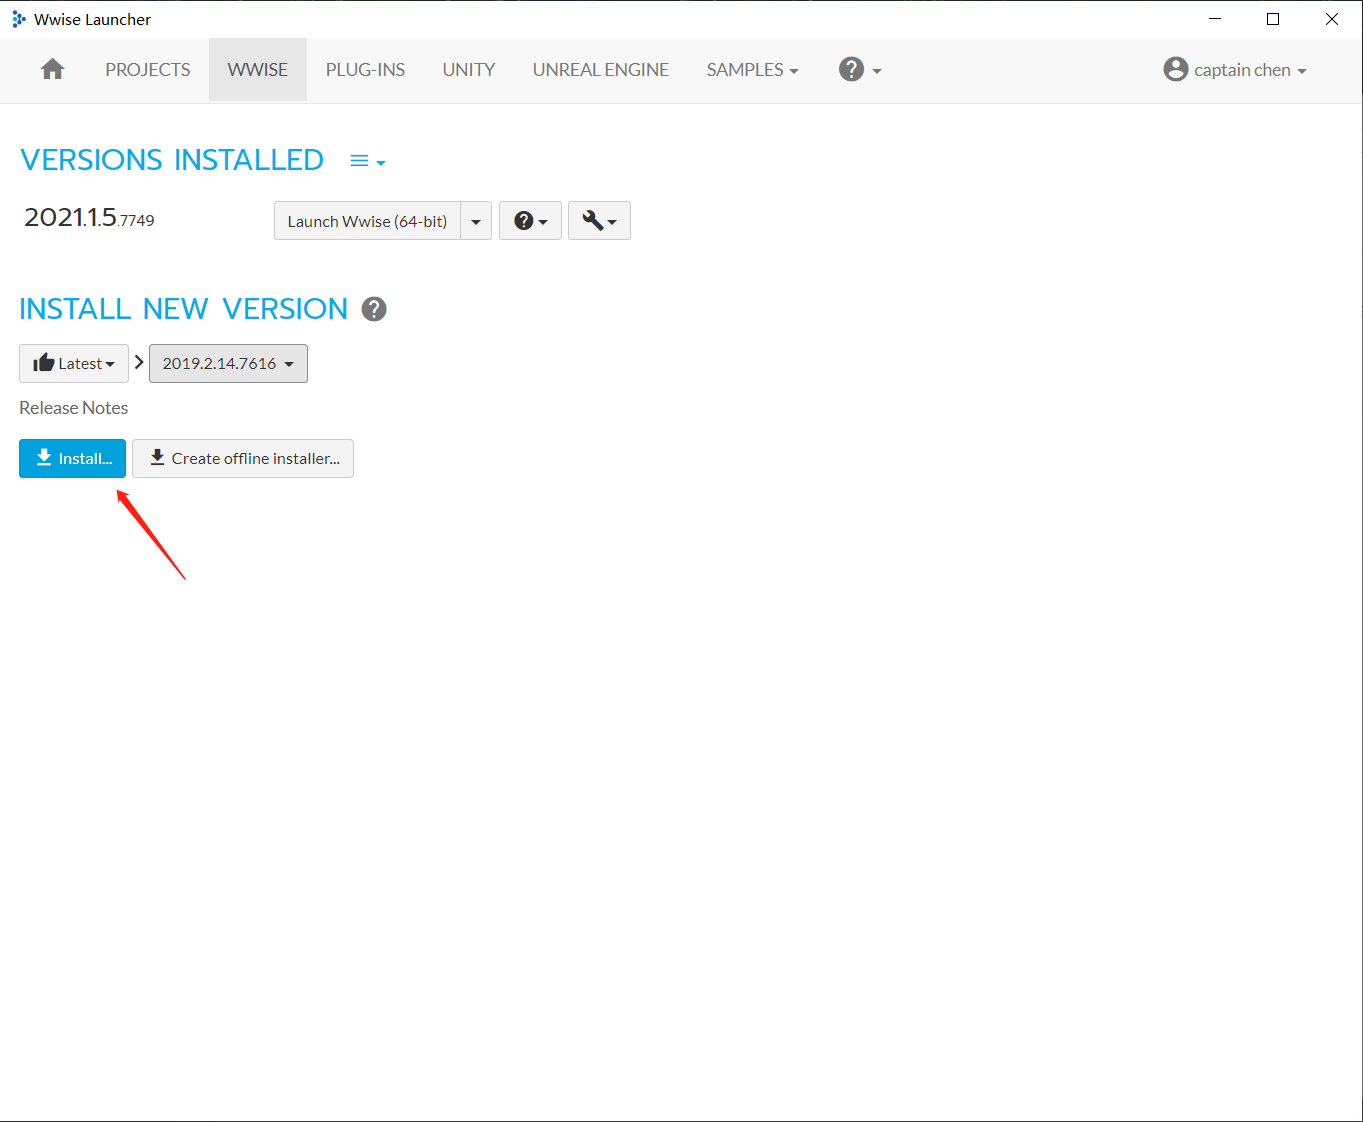 Wwise Launcher
PROJECTS WWISE PLUG-INS UNITY UNREAL ENGINE SAMPLES captain chen
VERSIONS INSTALLED
2021.1.5.7749 Launch Wwise (64-bit)
INSTALL NEW VERSION
Latest 2019.2.14.7616
Release Notes
Install... Create offline installer...